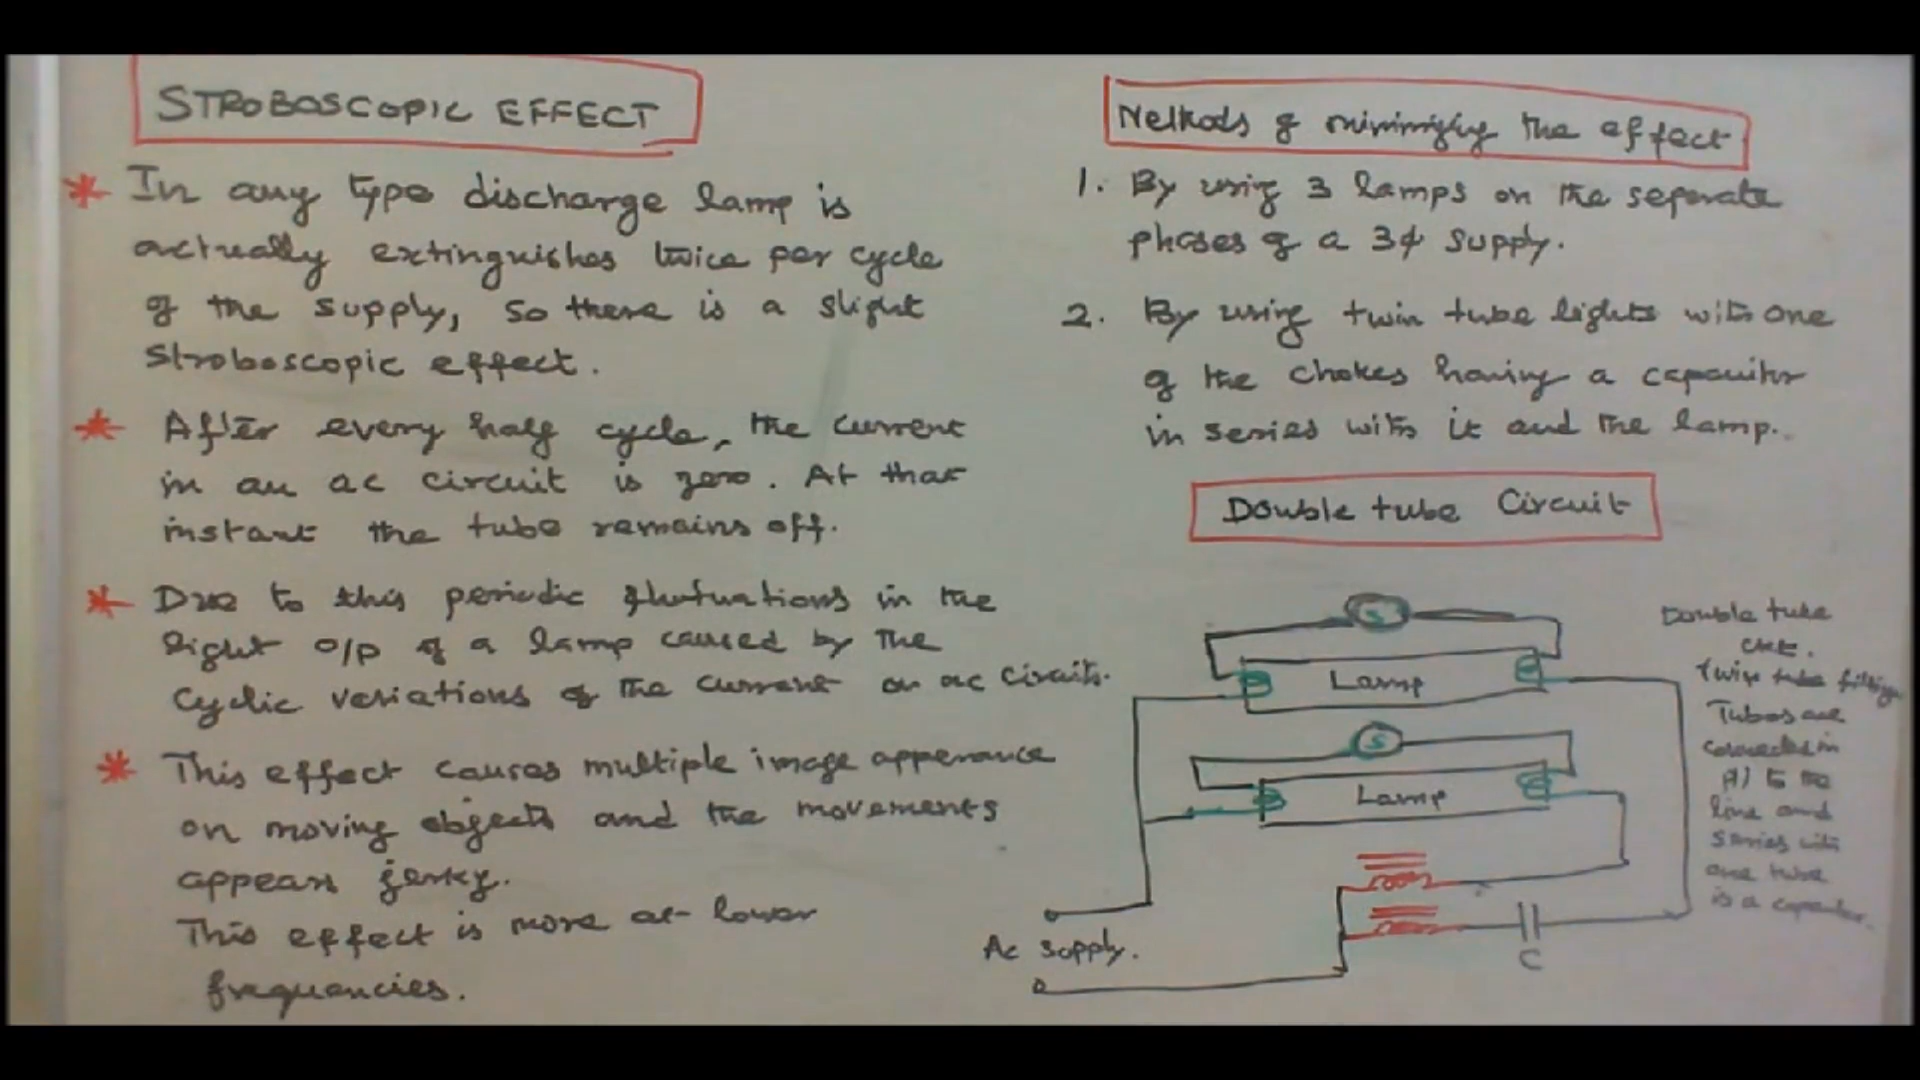 STROBOSCOPIC EFFECT
* In any type discharge lamp is
actually extinguishes twice per cycle
of the supply, so there is a slight
stroboscopic effect.
* After every half cycle, the current
in an ac circuit is zero. At that
instant the tube remains off.
* Due to this periodic flutuations in the
light o/p of a lamp caused by the
cyclic variations of the current on ac circuits.
* This effect causes multiple image apperance
on moving objects and the movements
appears jerky.
This effect is more at lower
frequencies.
Methods of minimizing the effect
1. By using 3 lamps on the seperate
phases of a 3ϕ supply.
2. By using twin tube lights with one
of the chokes having a capacitor
in series with it and the lamp.
Double tube Circuit
S
Lamp
S
Lamp
C
Ac supply.
Double tube
ckt.
Twin tube fittings
Tubes are
connected in
to the
line and
series with
one tube
is a capacitor.